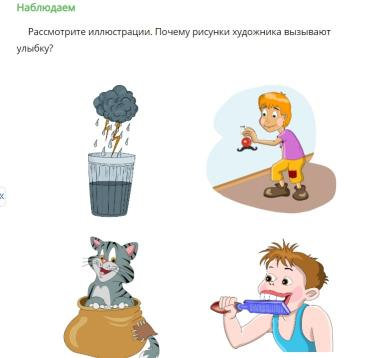 Наблюдаем
Рассмотрите иллюстрации. Почему рисунки художника вызывают
улыбку?